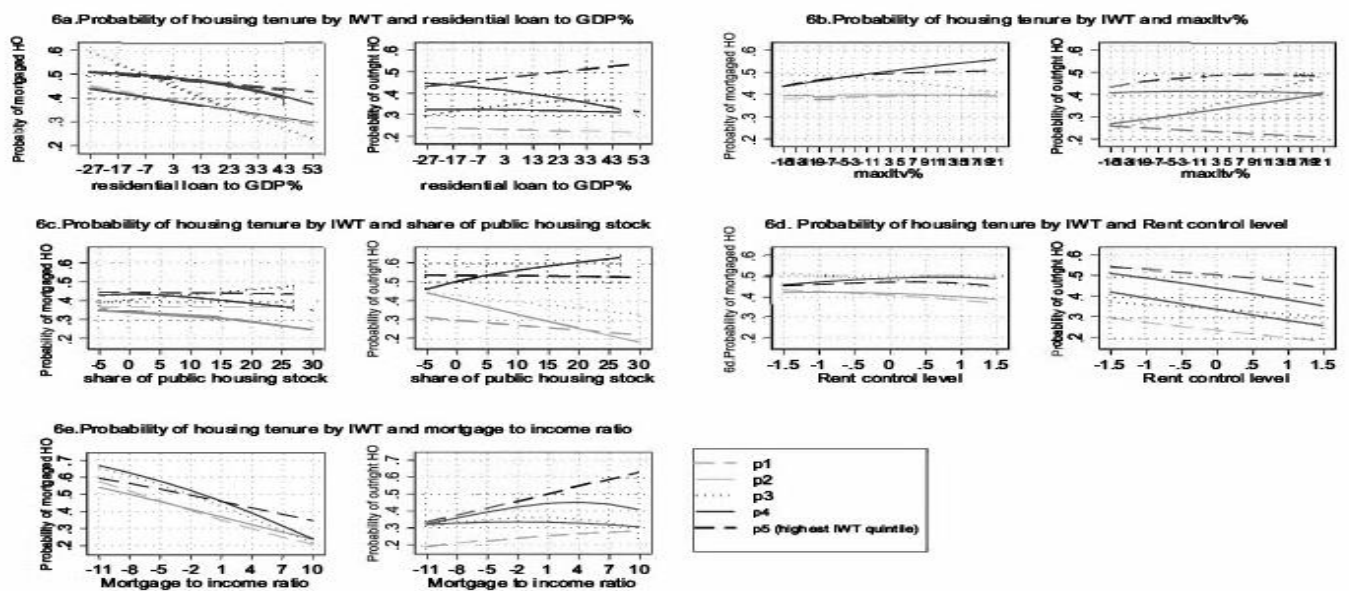 6a.Probability of housing tenure by IWT and residential loan to GDP%
Probability of mortgaged HO
.2 .3 .4 .5 .6
-27 -17 -7 3 13 23 33 43 53
residential loan to GDP%
Probability of outright HO
.2 .3 .4 .5 .6
-27 -17 -7 3 13 23 33 43 53
residential loan to GDP%
6b.Probability of housing tenure by IWT and maxltv%
Probability of mortgaged HO
.2 .3 .4 .5 .6
maxltv%
Probability of outright HO
.2 .3 .4 .5 .6
maxltv%
6c.Probability of housing tenure by IWT and share of public housing stock
Probability of mortgaged HO
.2 .3 .4 .5 .6
-5 0 5 10 15 20 25 30
share of public housing stock
Probability of outright HO
.2 .3 .4 .5 .6
-5 0 5 10 15 20 25 30
share of public housing stock
6d. Probability of housing tenure by IWT and Rent control level
6d.Probability of mortgaged HO
.2 .3 .4 .5 .6
-1.5 -1 -.5 0 .5 1 1.5
Rent control level
Probability of outright HO
.2 .3 .4 .5 .6
-1.5 -1 -.5 0 .5 1 1.5
Rent control level
6e.Probability of housing tenure by IWT and mortgage to income ratio
Probability of mortgaged HO
.2 .3 .4 .5 .6 .7
-11 -8 -5 -2 1 4 7 10
Mortgage to income ratio
Probability of outright HO
.2 .3 .4 .5 .6 .7
-11 -8 -5 -2 1 4 7 10
Mortgage to income ratio
p1
p2
p3
p4
p5 (highest IWT quintile)